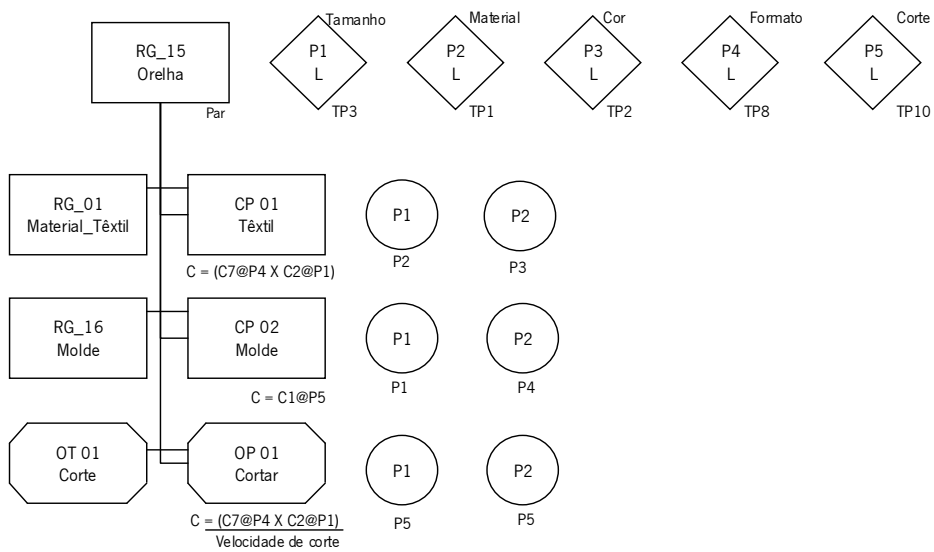 Tamanho
Material
Cor
Formato
Corte
RG_15
Orelha
P1
L
P2
L
P3
L
P4
L
P5
L
Par
TP3
TP1
TP2
TP8
TP10
RG_01
Material_Têxtil
CP 01
Têxtil
P1
P2
P2
P3
C = (C7@P4 X C2@P1)
RG_16
Molde
CP 02
Molde
P1
P2
P1
P4
C = C1@P5
OT 01
Corte
OP 01
Cortar
P1
P2
P5
P5
C = (C7@P4 X C2@P1)
Velocidade de corte